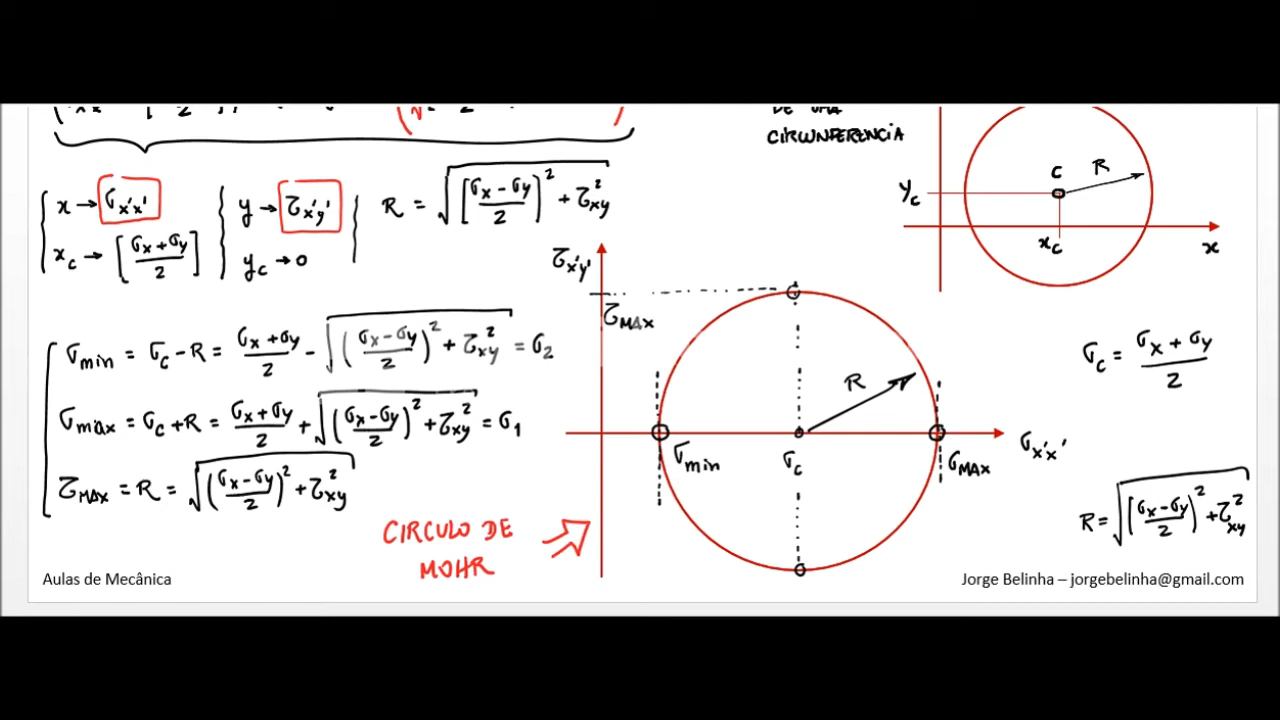 DE UMA
CIRCUNFERENCIA
x → σx'x'
xc → [(σx + σy)/2]
y → τx'y'
yc → 0
R = √([(σx - σy)/2]² + τxy²)
C
R
yc
xc
x
τx'y'
τMAX
R
σmin
σc
σMAX
σx'x'
σmin = σc - R = (σx + σy)/2 - √(((σx - σy)/2)² + τxy²) = σ2
σmax = σc + R = (σx + σy)/2 + √(((σx - σy)/2)² + τxy²) = σ1
τMAX = R = √(((σx - σy)/2)² + τxy²)
σc = (σx + σy)/2
R = √([(σx - σy)/2]² + τxy²)
CIRCULO DE
MOHR
Aulas de Mecânica
Jorge Belinha – jorgebelinha@gmail.com